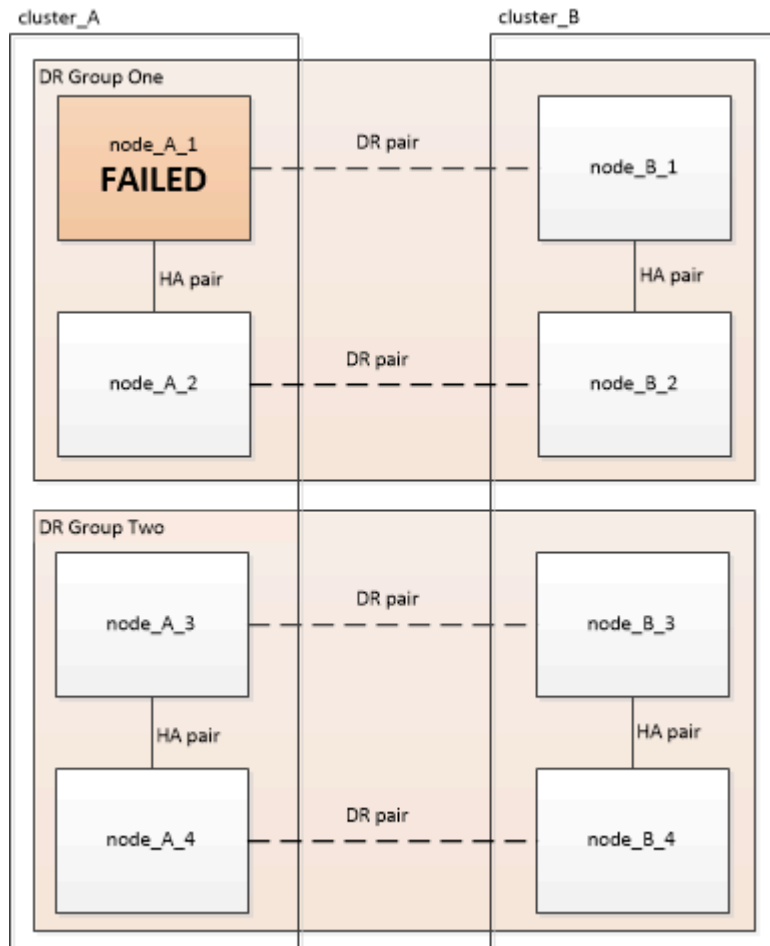 cluster_A
cluster_B
DR Group One
node_A_1
FAILED
DR pair
node_B_1
HA pair
HA pair
node_A_2
DR pair
node_B_2
DR Group Two
node_A_3
DR pair
node_B_3
HA pair
HA pair
node_A_4
DR pair
node_B_4